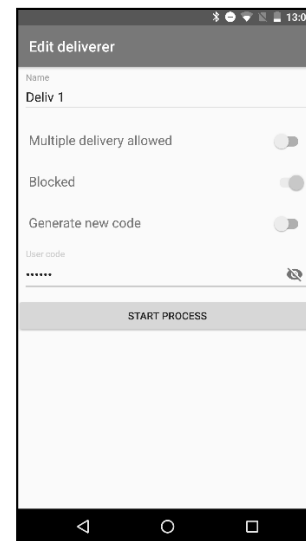 13:0
Edit deliverer
Name
Deliv 1
Multiple delivery allowed
Blocked
Generate new code
User code
••••••
START PROCESS